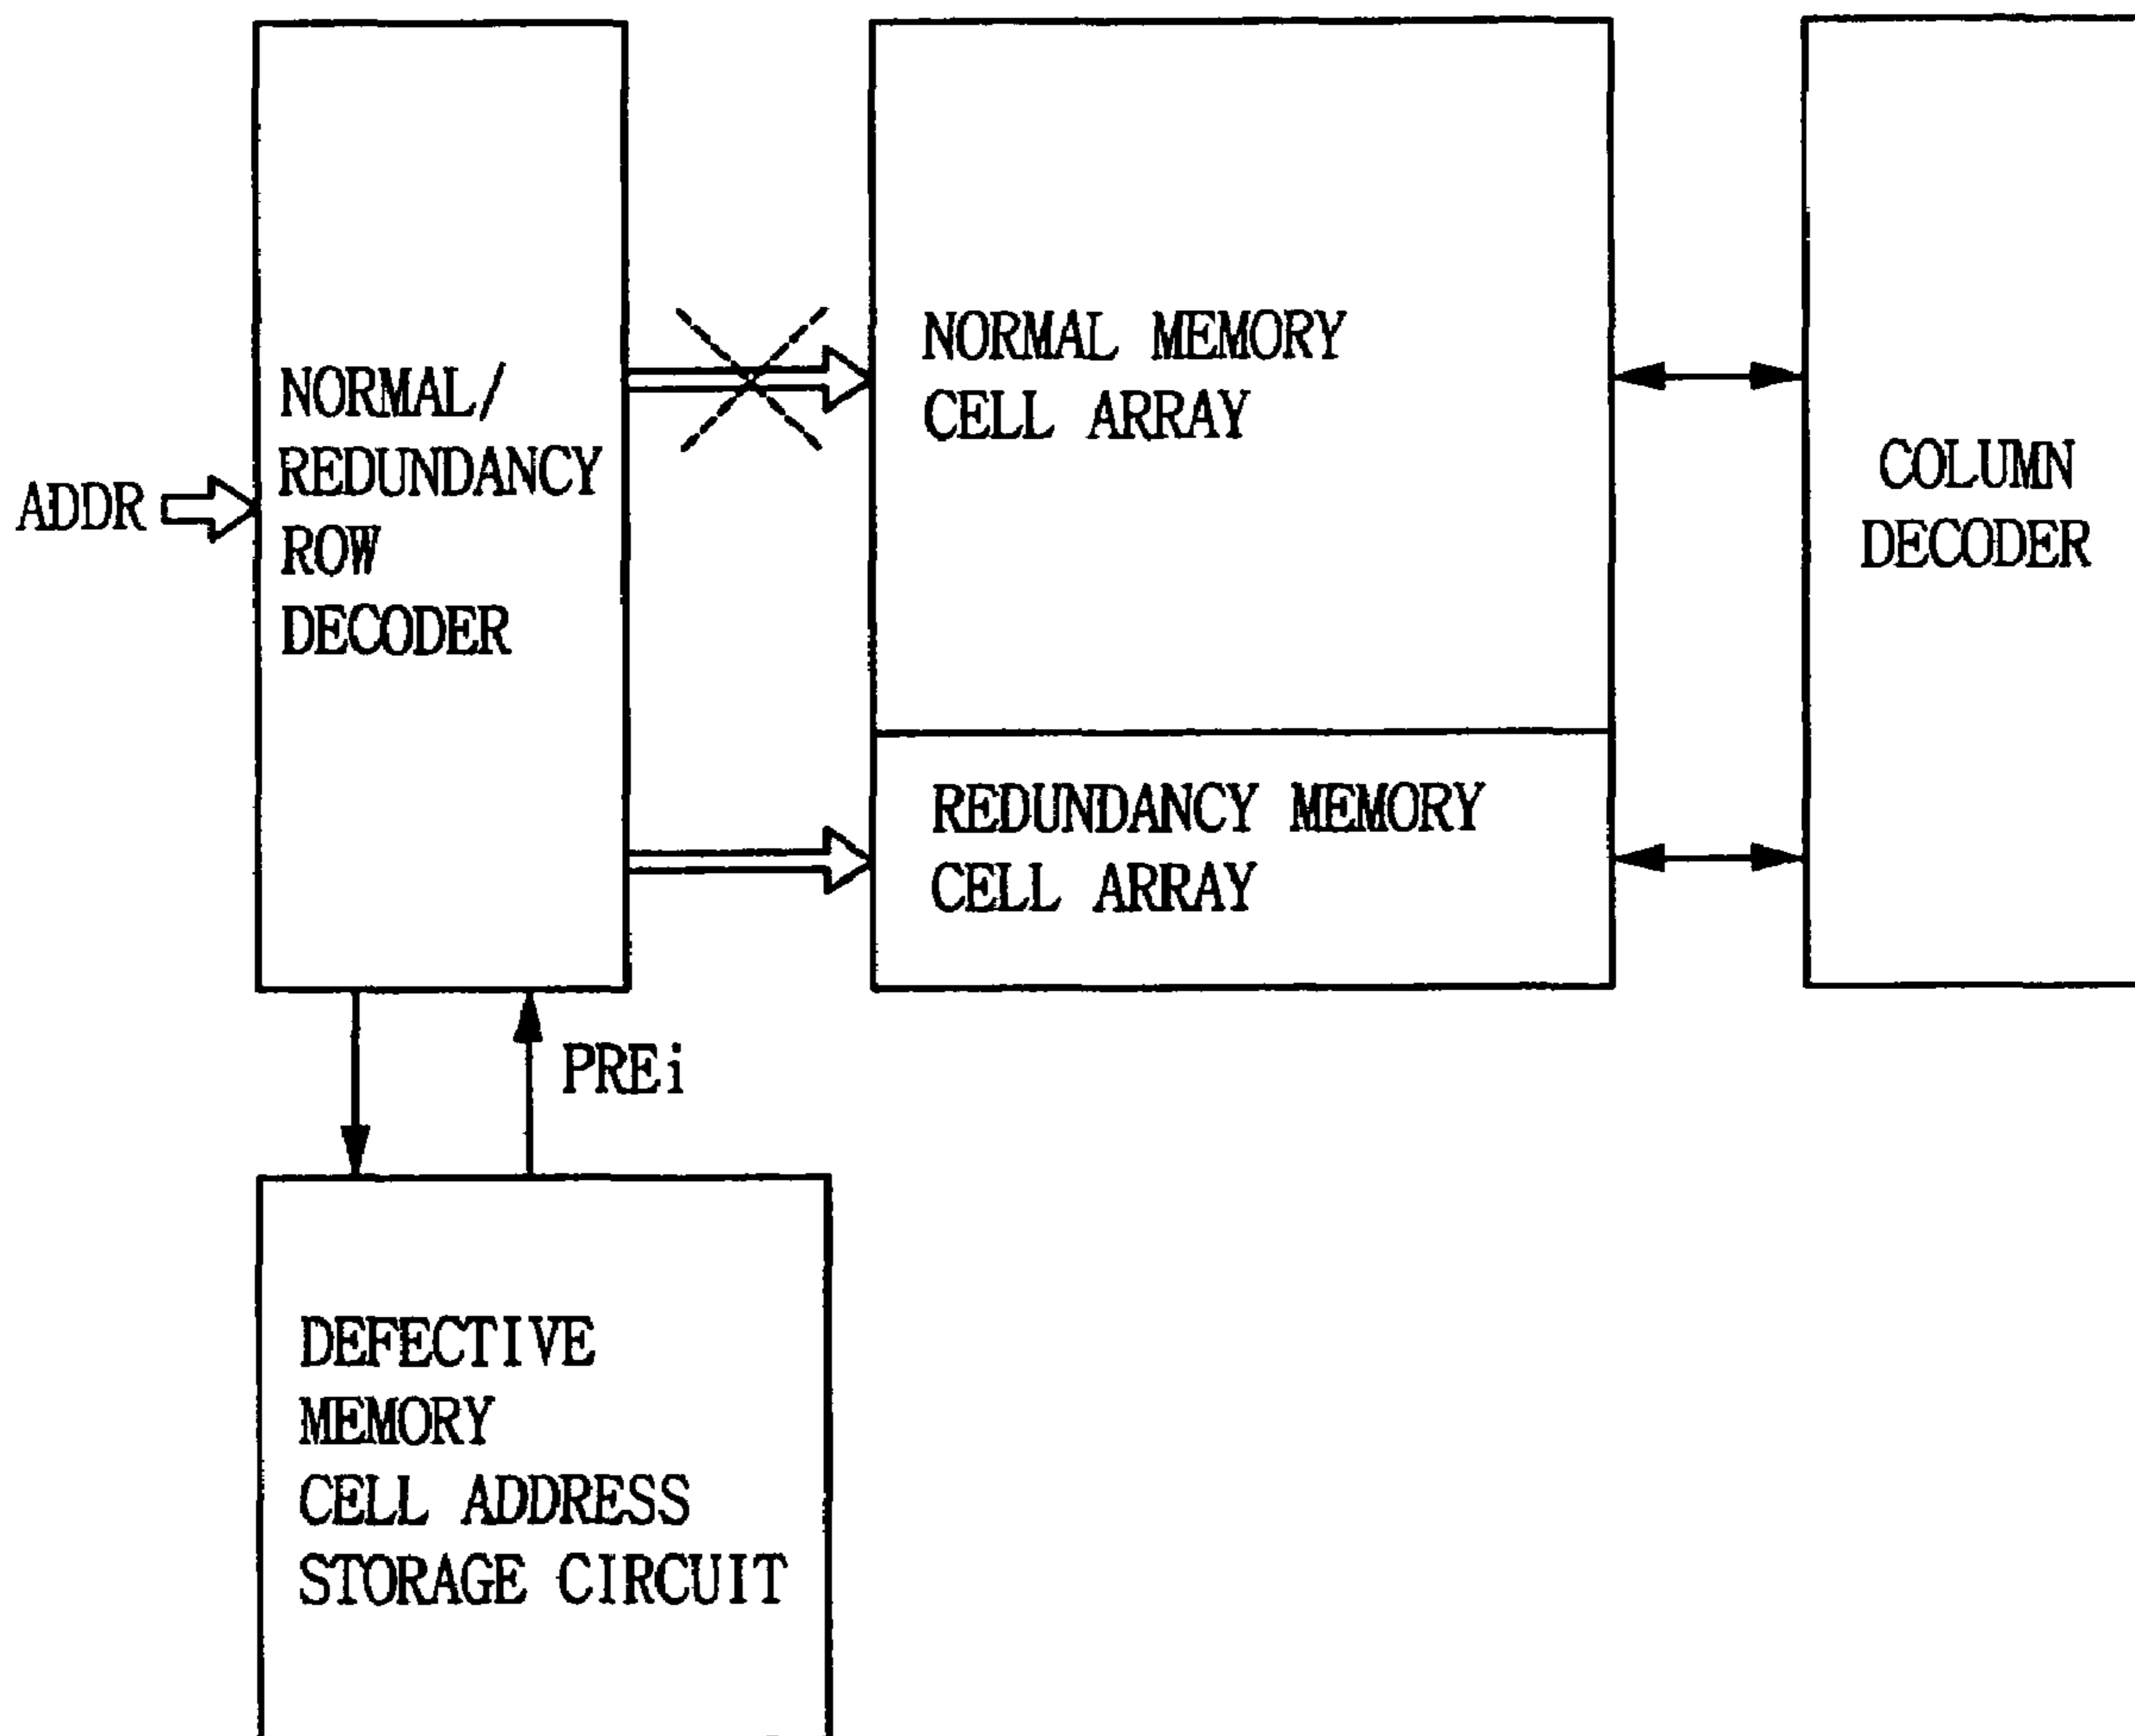 ADDR
NORMAL/
REDUNDANCY
ROW
DECODER
NORMAL MEMORY
CELL ARRAY
REDUNDANCY MEMORY
CELL ARRAY
COLUMN
DECODER
PREi
DEFECTIVE
MEMORY
CELL ADDRESS
STORAGE CIRCUIT